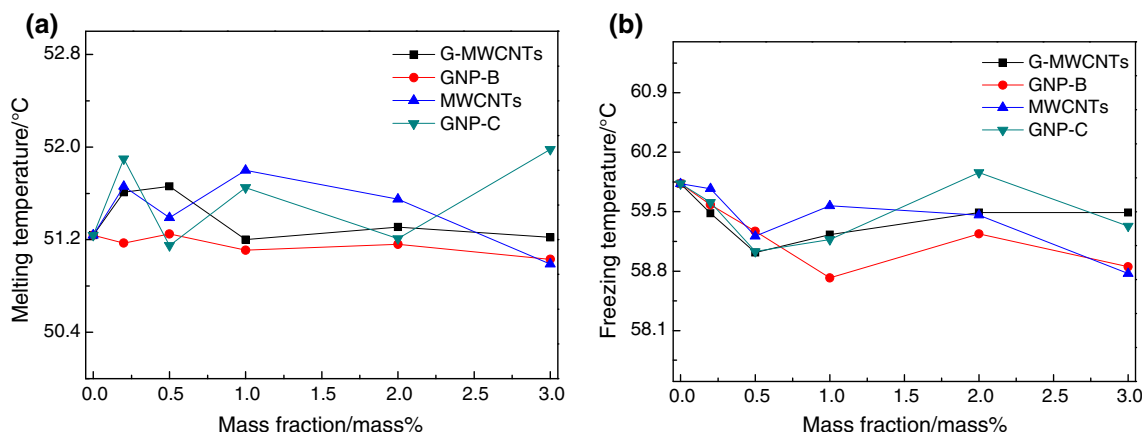 (a)
52.8
52.0
51.2
50.4
Melting temperature/°C
G-MWCNTs
GNP-B
MWCNTs
GNP-C
0.0 0.5 1.0 1.5 2.0 2.5 3.0
Mass fraction/mass%
(b)
60.9
60.2
59.5
58.8
58.1
Freezing temperature/°C
G-MWCNTs
GNP-B
MWCNTs
GNP-C
0.0 0.5 1.0 1.5 2.0 2.5 3.0
Mass fraction/mass%